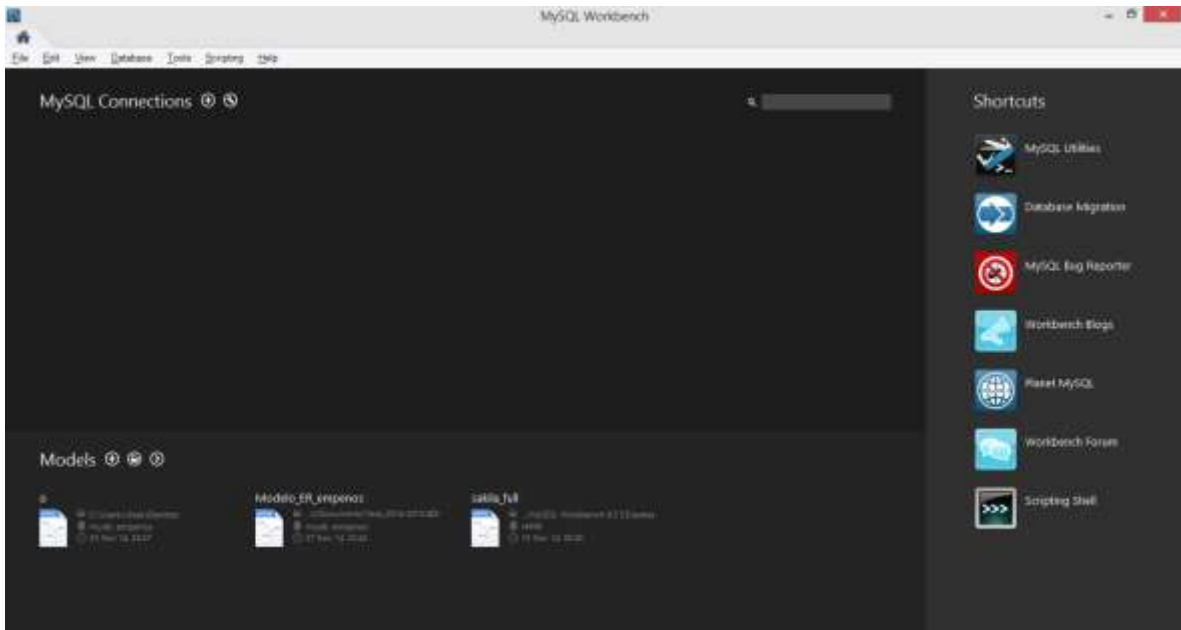 MySQL Workbench
File Edit View Database Tools Scripting Help
MySQL Connections
Shortcuts
MySQL Utilities
Database Migration
MySQL Bug Reporter
Workbench Blogs
Planet MySQL
Workbench Forum
Scripting Shell
Models
o
Modelo_ER_empenos
sakila_full